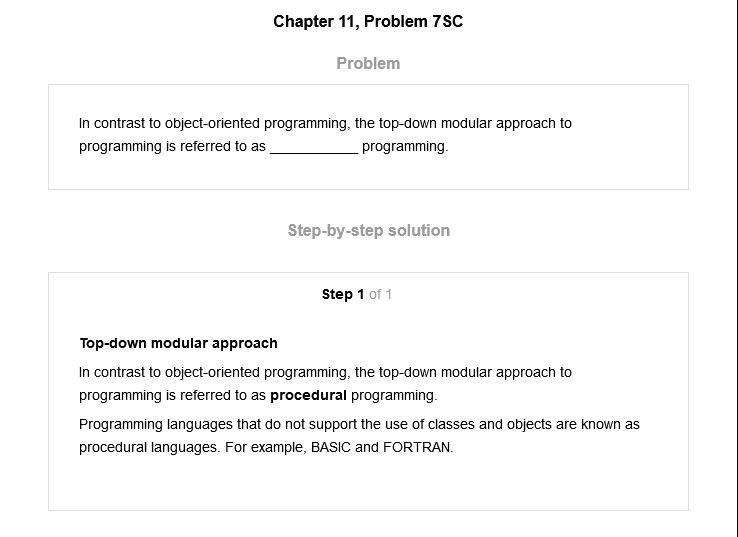 Chapter 11, Problem 7SC
Problem
In contrast to object-oriented programming, the top-down modular approach to
programming is referred to as ___________ programming.
Step-by-step solution
Step 1 of 1
Top-down modular approach
In contrast to object-oriented programming, the top-down modular approach to
programming is referred to as procedural programming.
Programming languages that do not support the use of classes and objects are known as
procedural languages. For example, BASIC and FORTRAN.